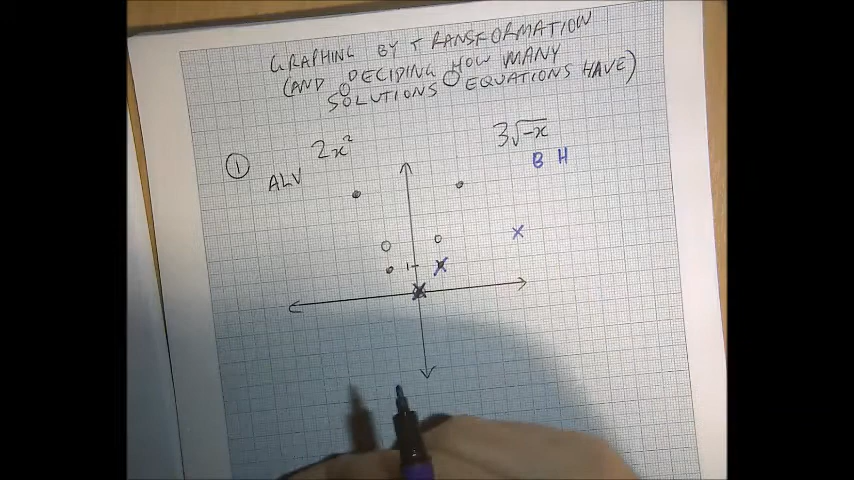 GRAPHING BY TRANSFORMATION
(AND DECIDING HOW MANY
SOLUTIONS EQUATIONS HAVE)
① 2x² 3√-x
ALV B H
1